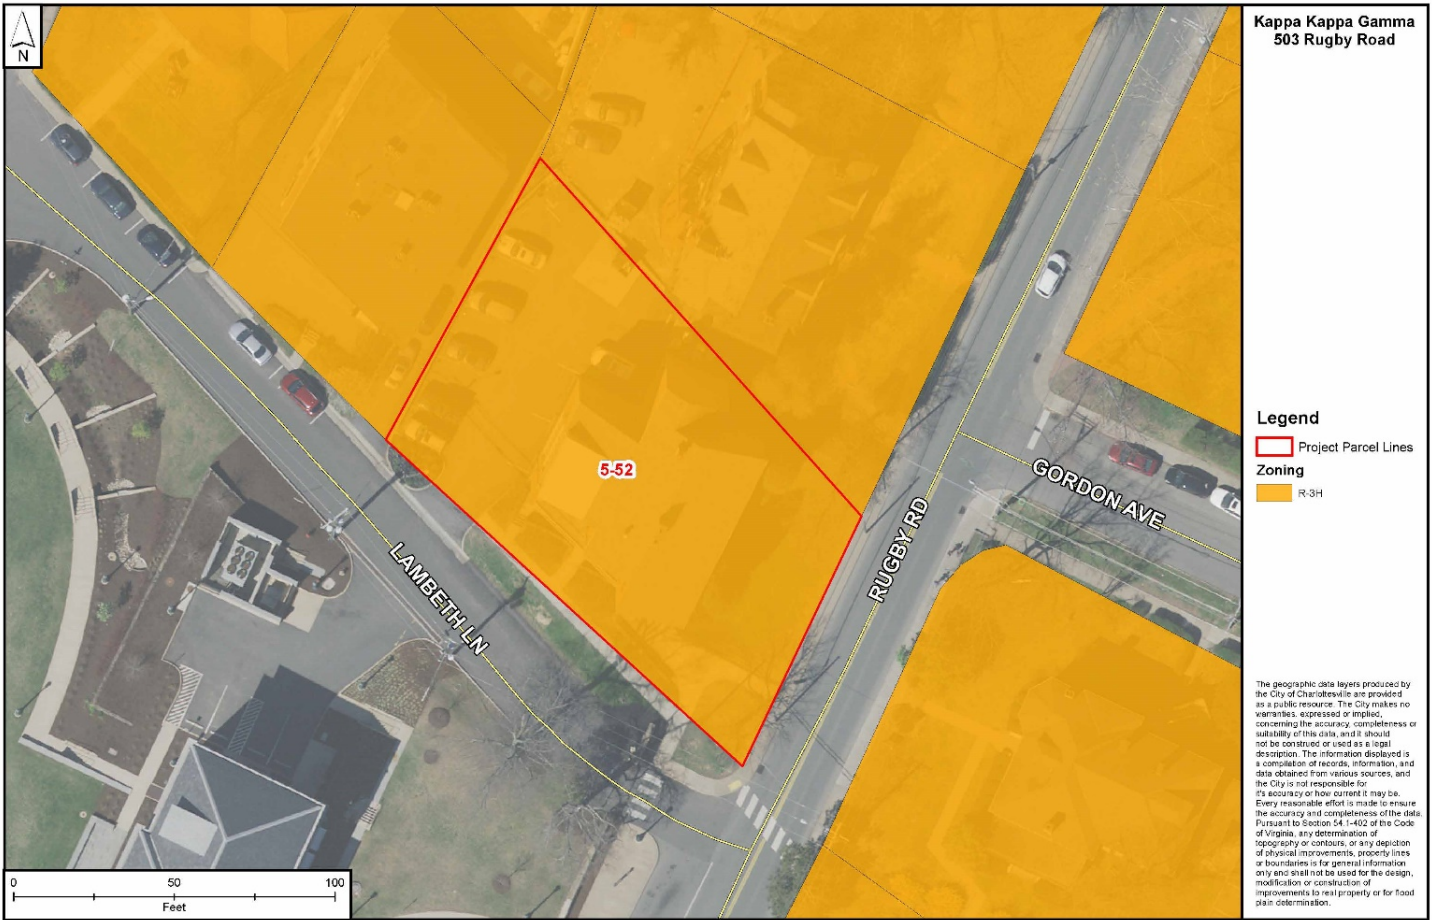 N
Kappa Kappa Gamma
503 Rugby Road
5-52
LAMBETH LN
RUGBY RD
GORDON AVE
Legend
Project Parcel Lines
Zoning
R-3H
The geographic data layers produced by
the City of Charlottesville are provided
as a public resource. The City makes no
warranties, expressed or implied,
concerning the accuracy, completeness or
suitability of this data, and it should
not be construed or used as a legal
description. The information displayed is
a compilation of records, information, and
data obtained from various sources, and
the City is not responsible for
it's accuracy or how current it may be.
Every reasonable effort is made to ensure
the accuracy and completeness of the data.
Pursuant to Section 54.1-402 of the Code
of Virginia, any determination of
topography or contours, or any depiction
of physical improvements, property lines
or boundaries is for general information
only and shall not be used for the design,
modification or construction of
improvements to real property or for flood
plain determination.
0 50 100
Feet